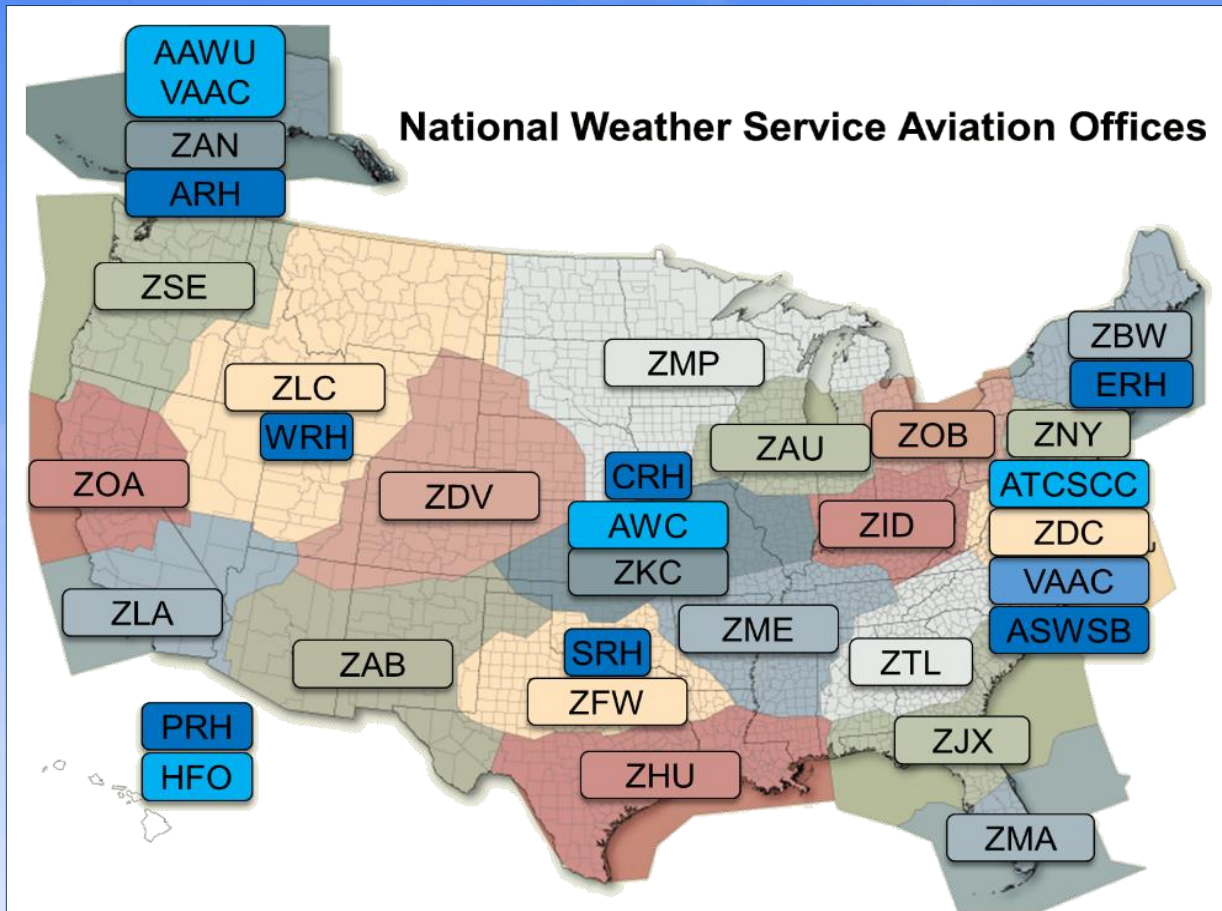 AAWU
VAAC
ZAN
ARH
National Weather Service Aviation Offices
ZSE
ZLC
WRH
ZMP
ZBW
ERH
ZOA
ZDV
CRH
AWC
ZKC
ZAU
ZOB
ZNY
ATCSCC
ZID
ZDC
VAAC
ASWSB
ZLA
ZAB
SRH
ZFW
ZME
ZTL
PRH
HFO
ZHU
ZJX
ZMA